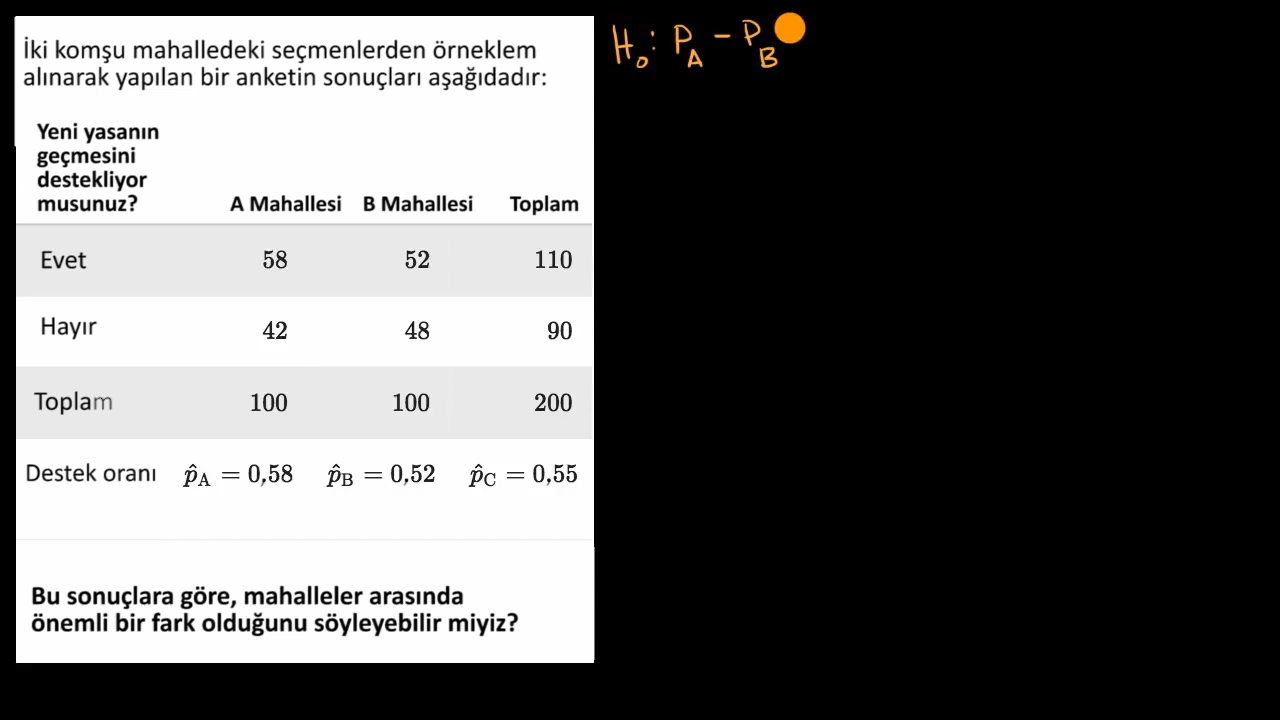 İki komşu mahalledeki seçmenlerden örneklem
alınarak yapılan bir anketin sonuçları aşağıdadır:
Yeni yasanın
geçmesini
destekliyor
musunuz? A Mahallesi B Mahallesi Toplam
Evet 58 52 110
Hayır 42 48 90
Toplam 100 100 200
Destek oranı p̂A = 0,58 p̂B = 0,52 p̂C = 0,55
Bu sonuçlara göre, mahalleler arasında
önemli bir fark olduğunu söyleyebilir miyiz?
H₀: P_A - P_B